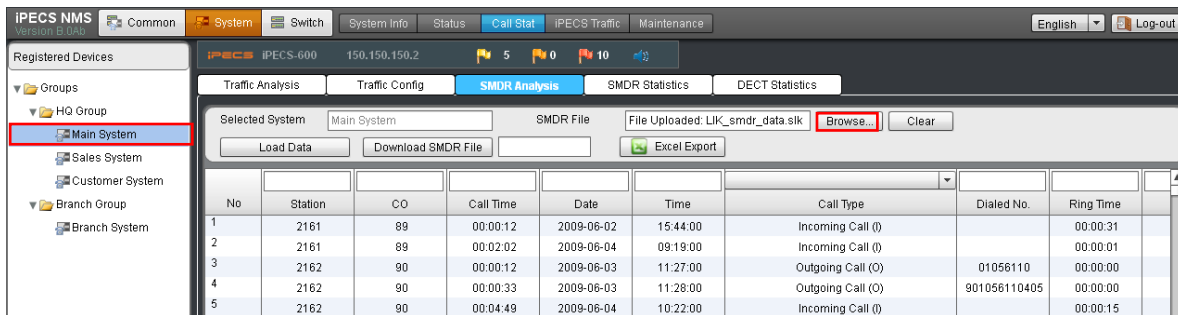 iPECS NMS Common System Switch System Info Status Call Stat iPECS Traffic Maintenance English Log-out
Version B.0Ab
Registered Devices iPECS iPECS-600 150.150.150.2 5 0 10
Groups Traffic Analysis Traffic Config SMDR Analysis SMDR Statistics DECT Statistics
HQ Group
Main System Selected System Main System SMDR File File Uploaded: LIK_smdr_data.slk Browse... Clear
Sales System Load Data Download SMDR File Excel Export
Customer System
Branch Group No Station CO Call Time Date Time Call Type Dialed No. Ring Time
Branch System 1 2161 89 00:00:12 2009-06-02 15:44:00 Incoming Call (I) 00:00:31
2 2161 89 00:02:02 2009-06-04 09:19:00 Incoming Call (I) 00:00:01
3 2162 90 00:00:12 2009-06-03 11:27:00 Outgoing Call (O) 01056110 00:00:00
4 2162 90 00:00:33 2009-06-03 11:28:00 Outgoing Call (O) 901056110405 00:00:00
5 2162 90 00:04:49 2009-06-04 10:22:00 Incoming Call (I) 00:00:15